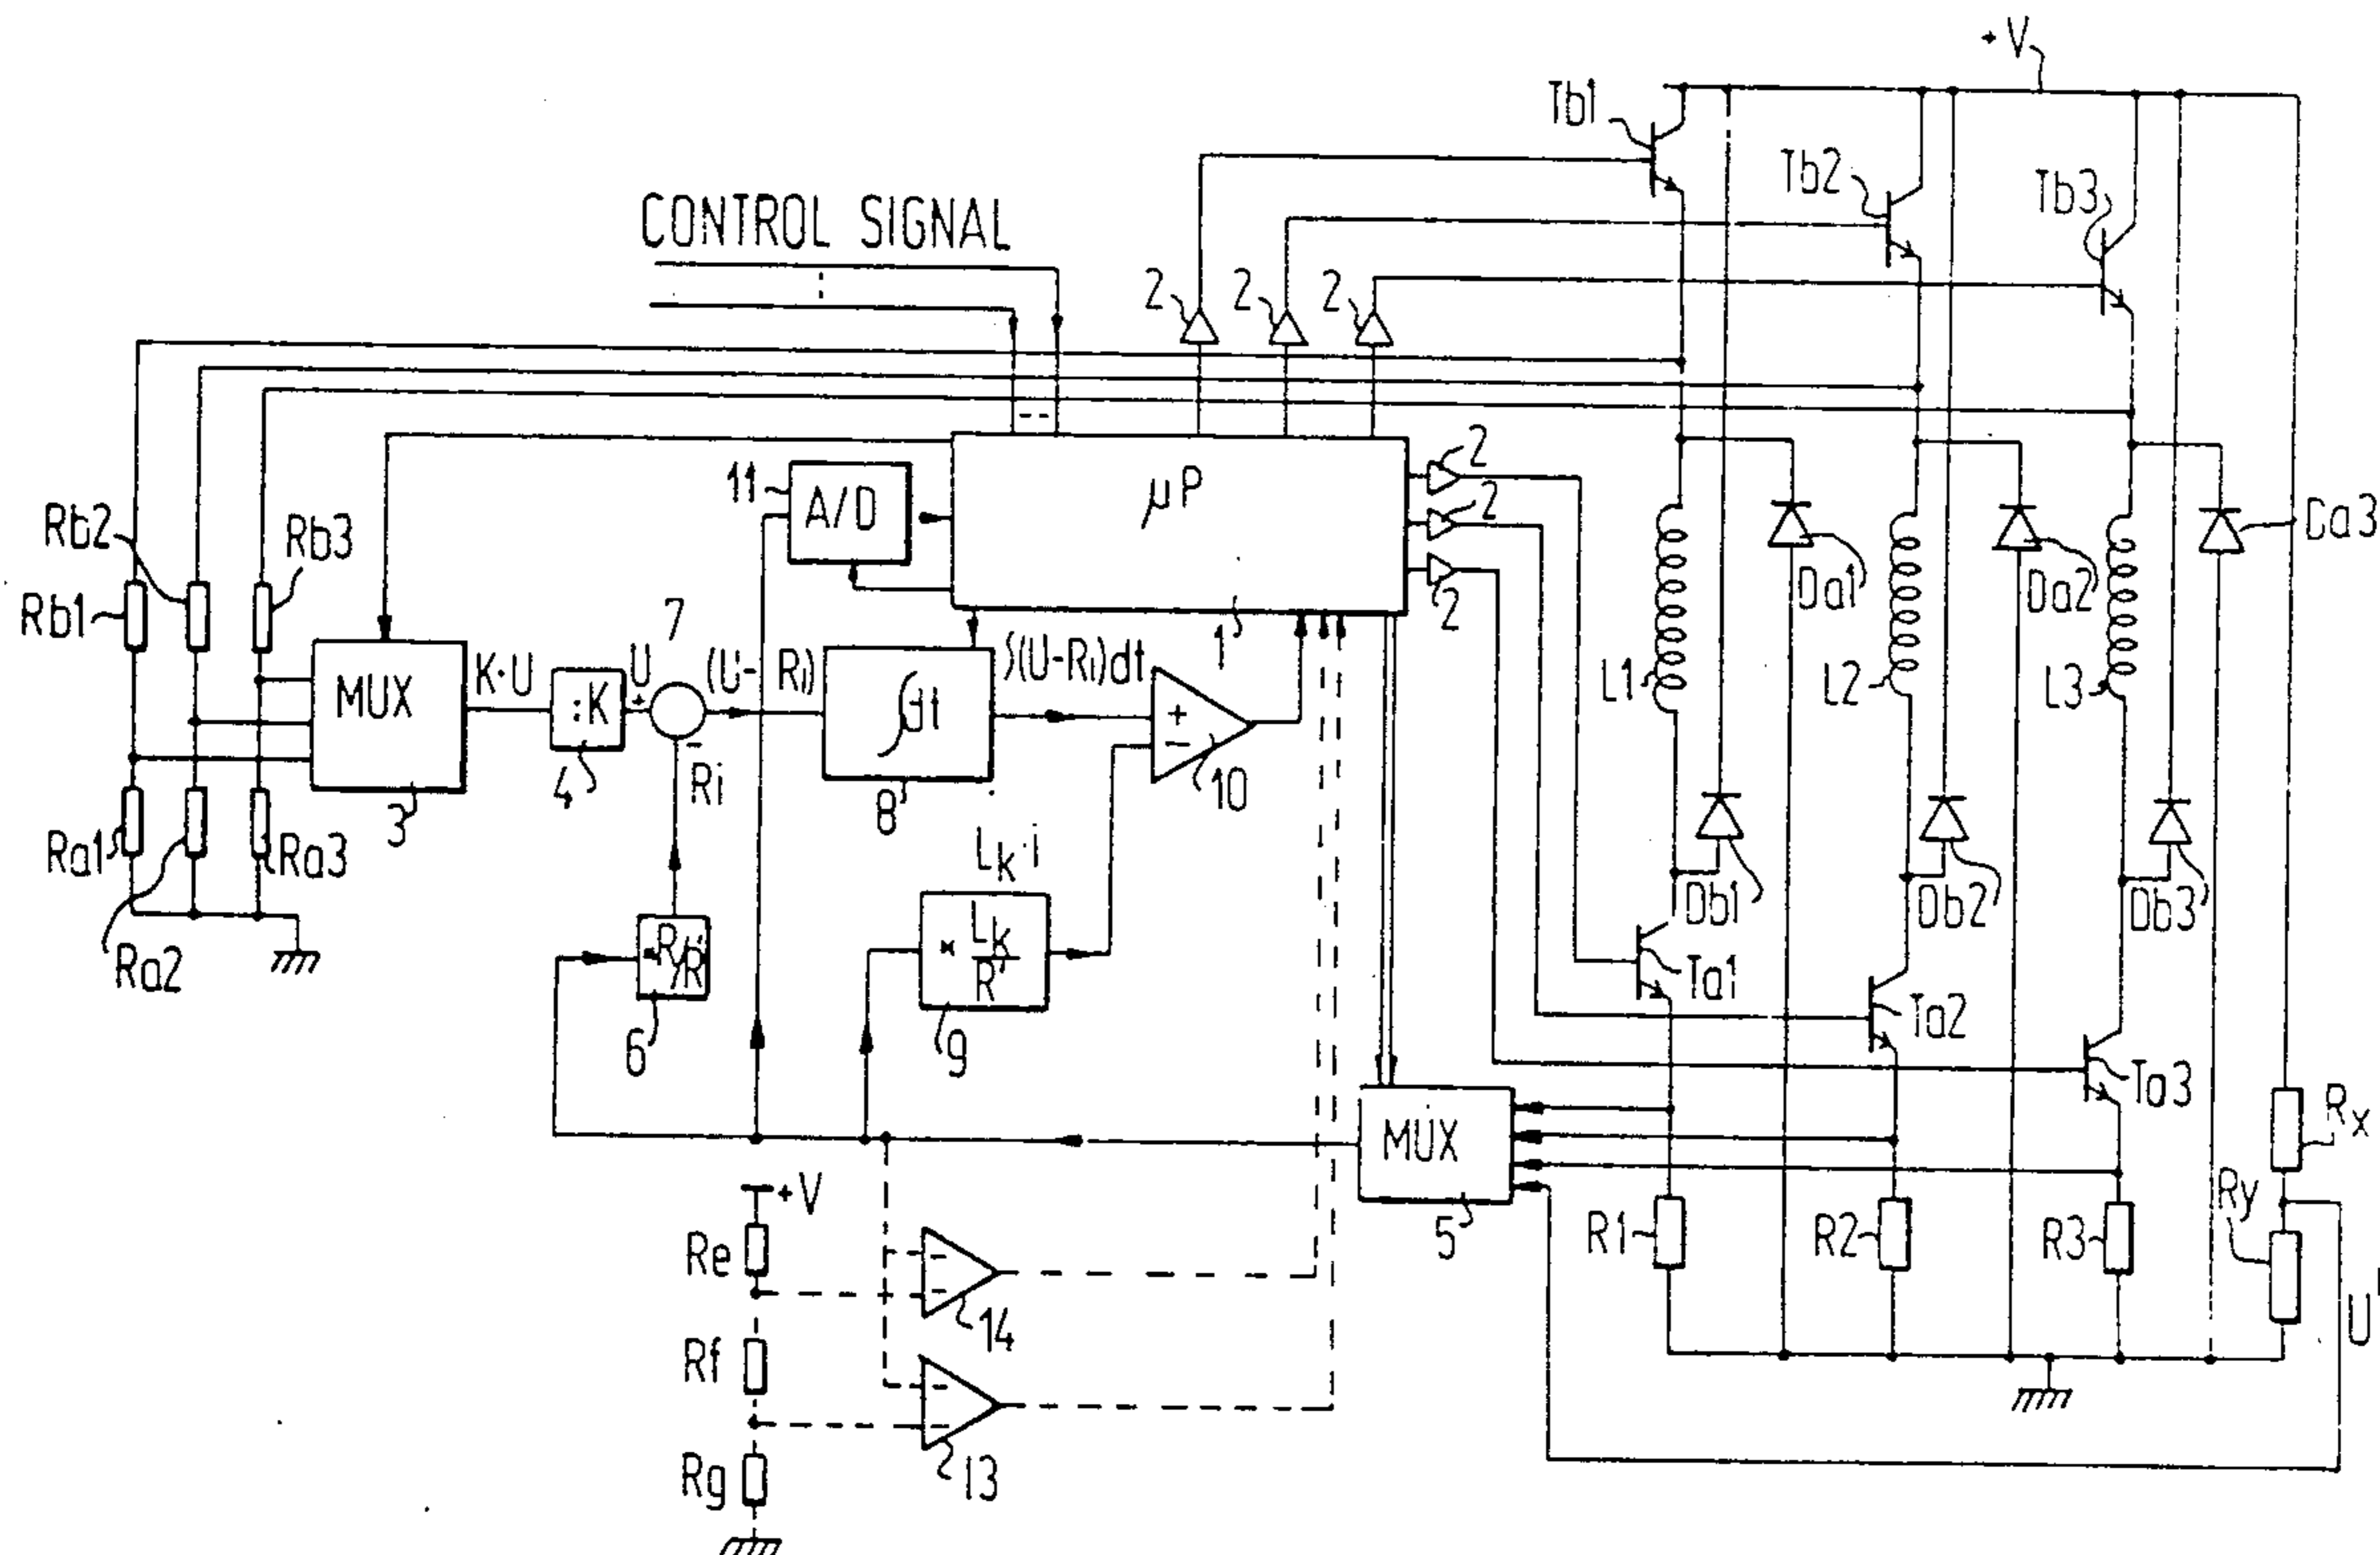 +V
Tb1
Tb2
Tb3
CONTROL SIGNAL
2
2
2
11
A/D
μP
2
2
2
1
Rb2
Rb1
Rb3
MUX
3
K·U
:K
4
U
+
7
-
Ri
(U- Ri)
∫dt
8
∫(U-Ri)dt
+
-
10
Ra1
Ra2
Ra3
R/R'
6
Lk·i
× Lk/R'
9
L1
L2
L3
Da1
Da2
Da3
Db1
Db2
Db3
Ta1
Ta2
Ta3
MUX
5
R1
R2
R3
Rx
Ry
U'
+V
Re
Rf
Rg
-
-
14
-
-
13